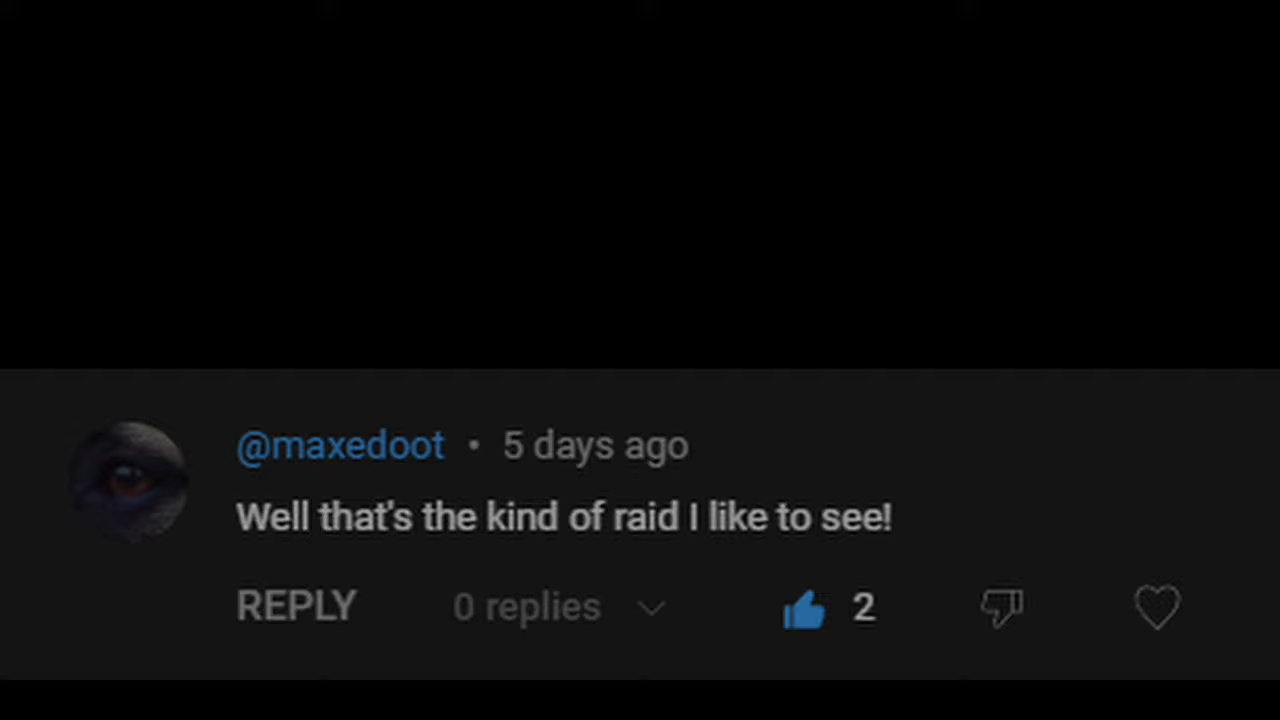 @maxedoot • 5 days ago
Well that's the kind of raid I like to see!
REPLY 0 replies 2